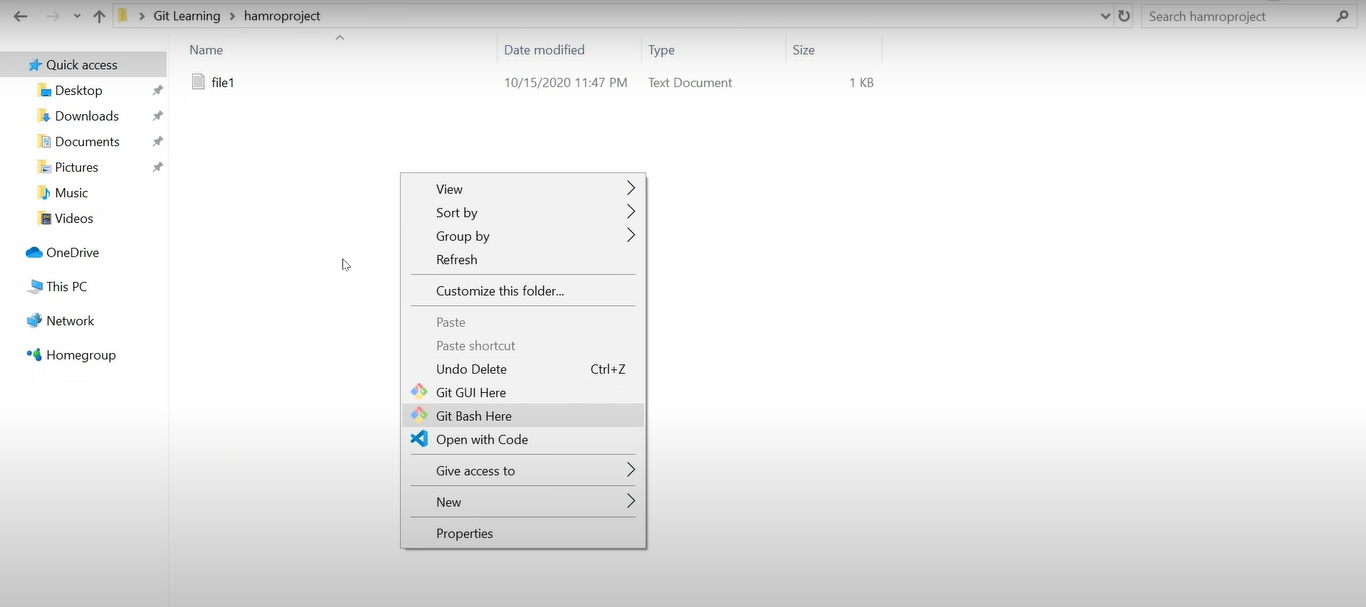 Git Learning > hamroproject
Search hamroproject
Name Date modified Type Size
Quick access
Desktop
Downloads
Documents
Pictures
Music
Videos
OneDrive
This PC
Network
Homegroup
file1 10/15/2020 11:47 PM Text Document 1 KB
View
Sort by
Group by
Refresh
Customize this folder...
Paste
Paste shortcut
Undo Delete Ctrl+Z
Git GUI Here
Git Bash Here
Open with Code
Give access to
New
Properties